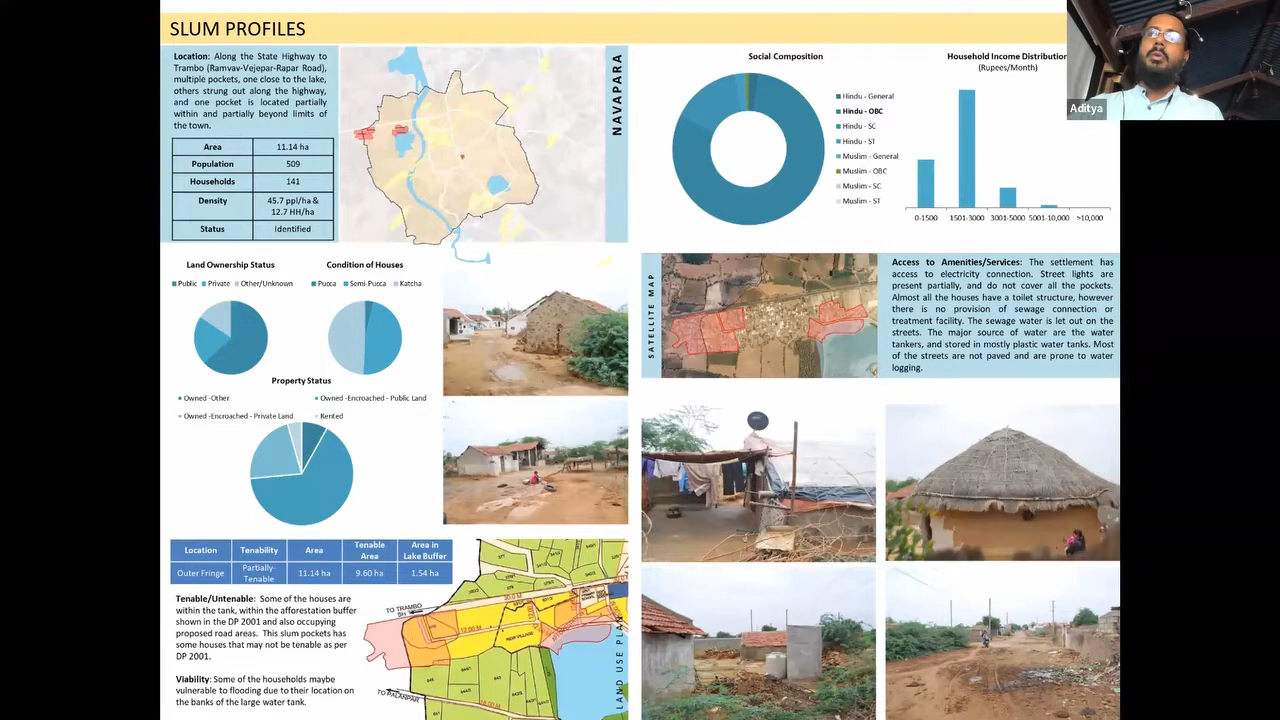 SLUM PROFILES
Location: Along the State Highway to
Trambo (Ramvav-Vejepar-Rapar Road),
multiple pockets, one close to the lake,
others strung out along the highway,
and one pocket is located partially
within and partially beyond limits of
the town.
Area 11.14 ha
Population 509
Households 141
Density 45.7 ppl/ha &
12.7 HH/ha
Status Identified
NAVAPARA
Land Ownership Status
Public Private Other/Unknown
Condition of Houses
Pucca Semi-Pucca Katcha
Property Status
Owned -Other Owned -Encroached - Public Land
Owned -Encroached - Private Land Rented
Location Tenability Area Tenable
Area Area in
Lake Buffer
Outer Fringe Partially-
Tenable 11.14 ha 9.60 ha 1.54 ha
Tenable/Untenable: Some of the houses are
within the tank, within the afforestation buffer
shown in the DP 2001 and also occupying
proposed road areas. This slum pockets has
some houses that may not be tenable as per
DP 2001.
Viability: Some of the households maybe
vulnerable to flooding due to their location on
the banks of the large water tank.
TO TRAMBO
30.0 M
12.00 M
TO PALANPAR
LAND USE PLAN
Social Composition
Hindu - General
Hindu - OBC
Hindu - SC
Hindu - ST
Muslim - General
Muslim - OBC
Muslim - SC
Muslim - ST
Household Income Distribution
(Rupees/Month)
0-1500 1501-3000 3001-5000 5001-10,000 >10,000
SATELLITE MAP
Access to Amenities/Services: The settlement has
access to electricity connection. Street lights are
present partially, and do not cover all the pockets.
Almost all the houses have a toilet structure, however
there is no provision of sewage connection or
treatment facility. The sewage water is let out on the
streets. The major source of water are the water
tankers, and stored in mostly plastic water tanks. Most
of the streets are not paved and are prone to water
logging.
Aditya